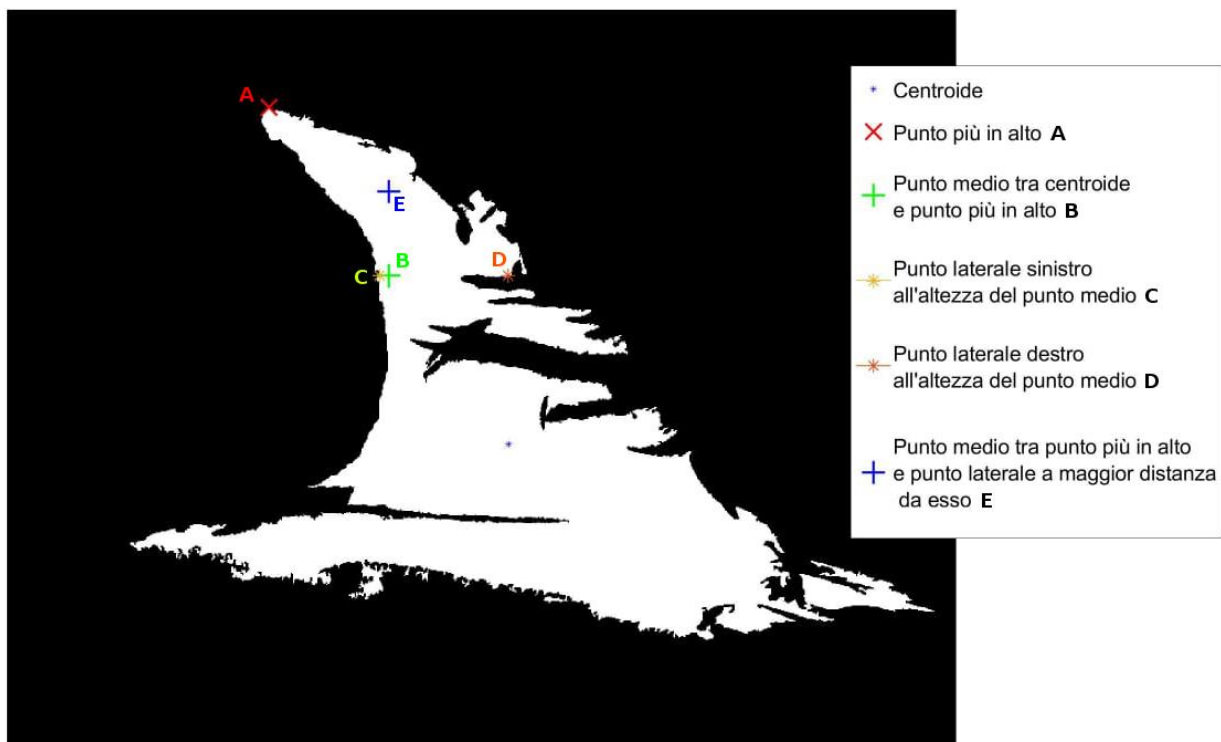 A
E
B
C
D
Centroide
Punto più in alto A
Punto medio tra centroide
e punto più in alto B
Punto laterale sinistro
all'altezza del punto medio C
Punto laterale destro
all'altezza del punto medio D
Punto medio tra punto più in alto
e punto laterale a maggior distanza
da esso E